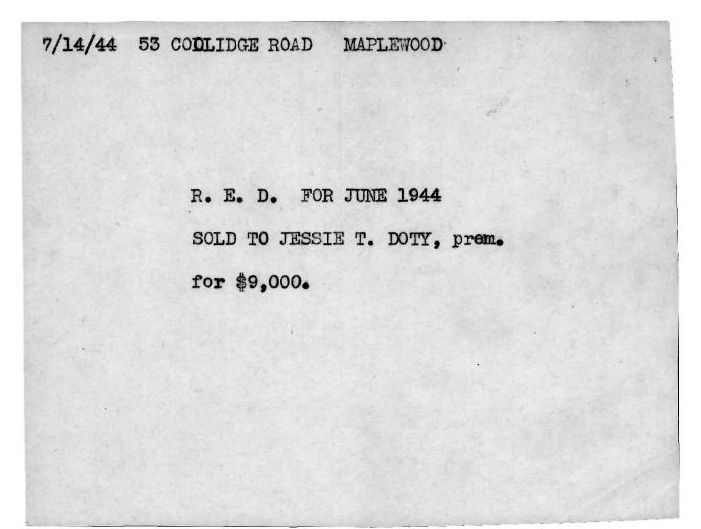 7/14/44 53 COOLIDGE ROAD MAPLEWOOD
R. E. D. FOR JUNE 1944
SOLD TO JESSIE T. DOTY, prem.
for $9,000.